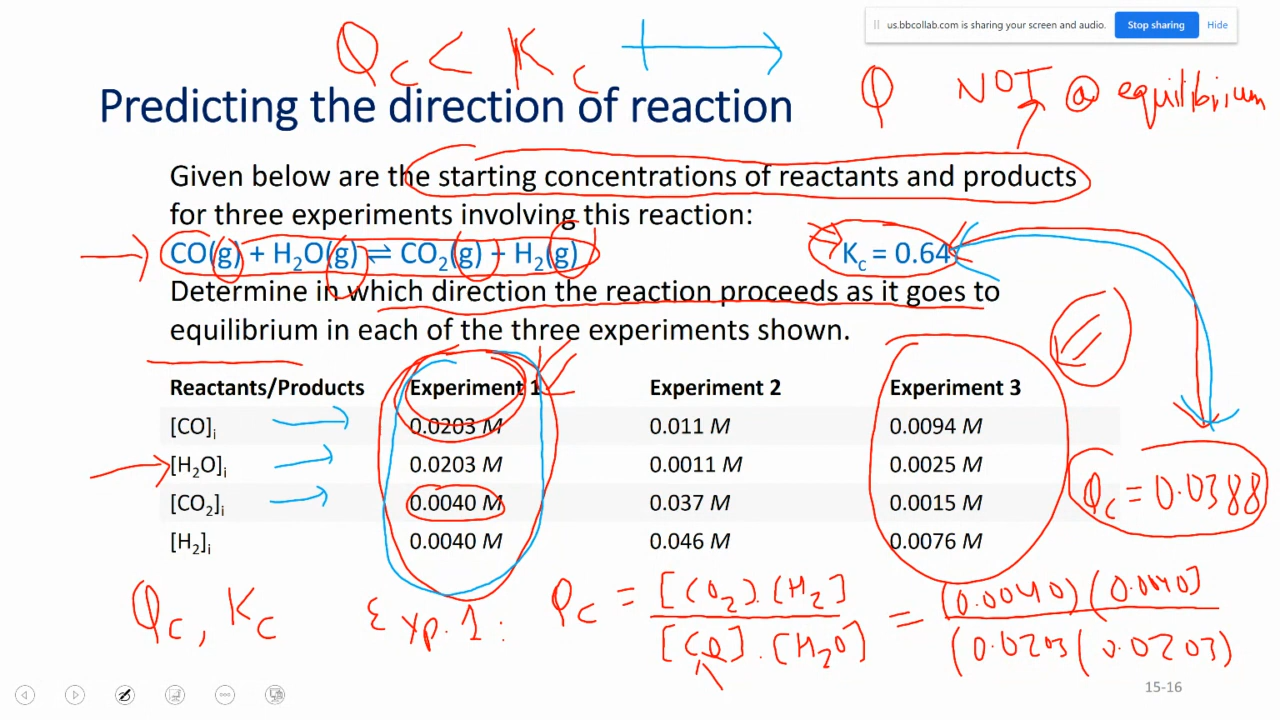 us.bbcollab.com is sharing your screen and audio. Stop sharing Hide
Qc < Kc
Q NOT @ equilibrium
Predicting the direction of reaction
Given below are the starting concentrations of reactants and products
for three experiments involving this reaction:
CO(g) + H₂O(g) ⇌ CO₂(g) + H₂(g) Kc = 0.64
Determine in which direction the reaction proceeds as it goes to
equilibrium in each of the three experiments shown.
Reactants/Products Experiment 1 Experiment 2 Experiment 3
[CO]i 0.0203 M 0.011 M 0.0094 M
[H₂O]i 0.0203 M 0.0011 M 0.0025 M
[CO₂]i 0.0040 M 0.037 M 0.0015 M
[H₂]i 0.0040 M 0.046 M 0.0076 M
Qc = 0.0388
Qc, Kc Exp. 1: Qc = [CO₂].[H₂] = (0.0040)(0.0040)
[CO].[H₂O] (0.0203(0.0203)
15-16